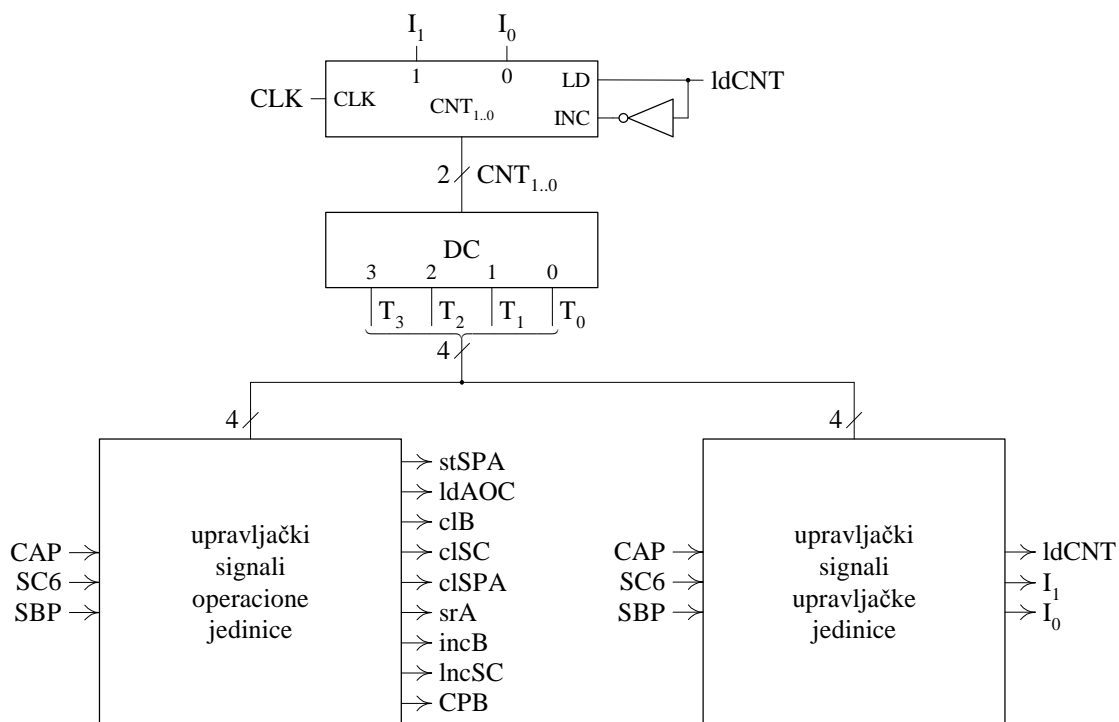 I₁ I₀
1 0 LD ldCNT
CLK CLK CNT₁..₀ INC
2 CNT₁..₀
DC
3 2 1 0
T₃ T₂ T₁ T₀
4
4 4
stSPA
ldAOC
clB
clSC
clSPA
srA
incB
lncSC
CPB
CAP
SC6
SBP
upravljački
signali
operacione
jedinice
CAP
SC6
SBP
upravljački
signali
upravljačke
jedinice
ldCNT
I₁
I₀